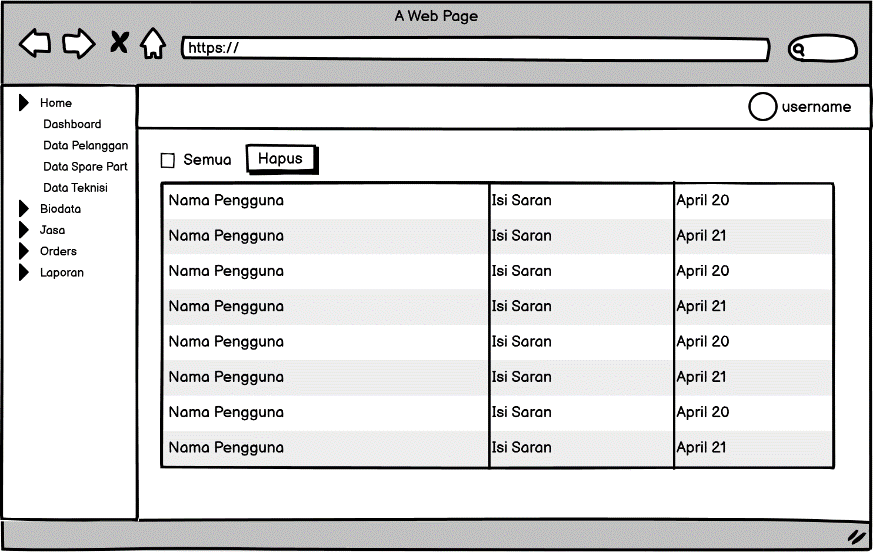 A Web Page
https://
username
Home
Dashboard
Data Pelanggan
Data Spare Part
Data Teknisi
Biodata
Jasa
Orders
Laporan
Semua Hapus
Nama Pengguna Isi Saran April 20
Nama Pengguna Isi Saran April 21
Nama Pengguna Isi Saran April 20
Nama Pengguna Isi Saran April 21
Nama Pengguna Isi Saran April 20
Nama Pengguna Isi Saran April 21
Nama Pengguna Isi Saran April 20
Nama Pengguna Isi Saran April 21